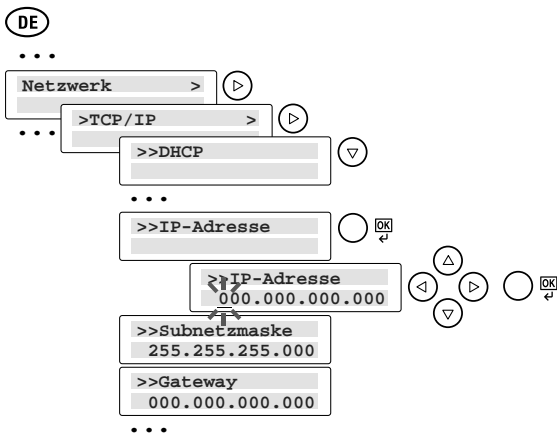 DE
...
Netzwerk >
...
>TCP/IP >
>>DHCP
...
>>IP-Adresse
OK
>>IP-Adresse
000.000.000.000
OK
>>Subnetzmaske
255.255.255.000
>>Gateway
000.000.000.000
...